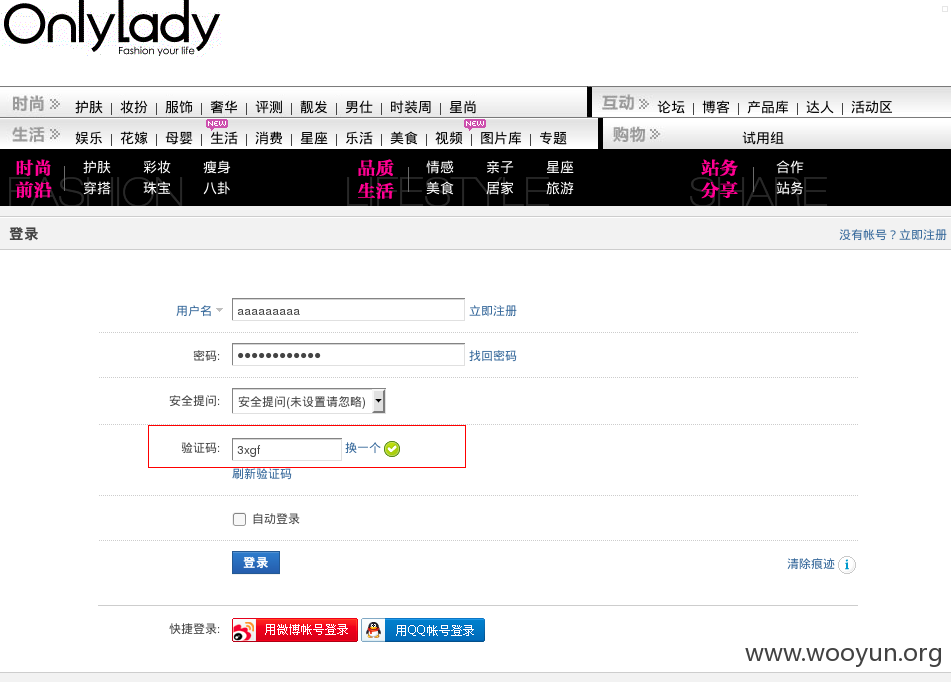 OnlyLady
Fashion your life
时尚 护肤 | 妆扮 | 服饰 | 奢华 | 评测 | 靓发 | 男仕 | 时装周 | 星尚 互动 论坛 | 博客 | 产品库 | 达人 | 活动区
NEW NEW
生活 娱乐 | 花嫁 | 母婴 | 生活 | 消费 | 星座 | 乐活 | 美食 | 视频 | 图片库 | 专题 购物 试用组
时尚 护肤 彩妆 瘦身 品质 情感 亲子 星座 站务 合作
前沿 穿搭 珠宝 八卦 生活 美食 居家 旅游 分享 站务
FASHION LIFESTYLE SHARE
登录 没有帐号？立即注册
用户名 aaaaaaaaa 立即注册
密码: ●●●●●●●●●●●● 找回密码
安全提问: 安全提问(未设置请忽略)
验证码: 3xgf 换一个
刷新验证码
自动登录
登录 清除痕迹
快捷登录: 用微博帐号登录 用QQ帐号登录
www.wooyun.org